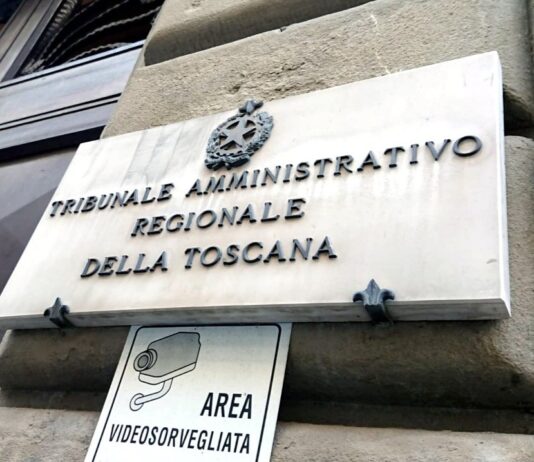 TRIBUNALE AMMINISTRATIVO
REGIONALE
DELLA TOSCANA
AREA
VIDEOSORVEGLIATA